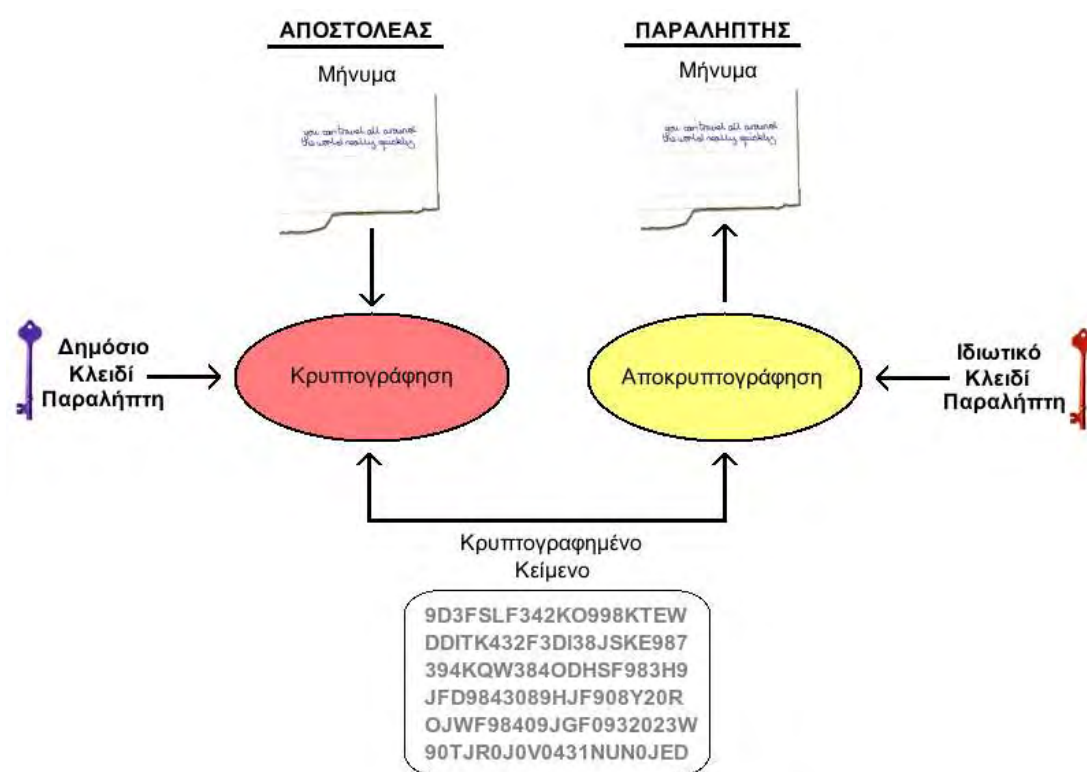 ΑΠΟΣΤΟΛΕΑΣ
Μήνυμα
you can travel all around
the world really quickly
ΠΑΡΑΛΗΠΤΗΣ
Μήνυμα
you can travel all around
the world really quickly
Δημόσιο
Κλειδί
Παραλήπτη
Κρυπτογράφηση
Αποκρυπτογράφηση
Ιδιωτικό
Κλειδί
Παραλήπτη
Κρυπτογραφημένο
Κείμενο
9D3FSLF342KO998KTEW
DDITK432F3DI38JSKE987
394KQW384ODHSF983H9
JFD9843089HJF908Y20R
OJWF98409JGF0932023W
90TJR0J0V0431NUN0JED